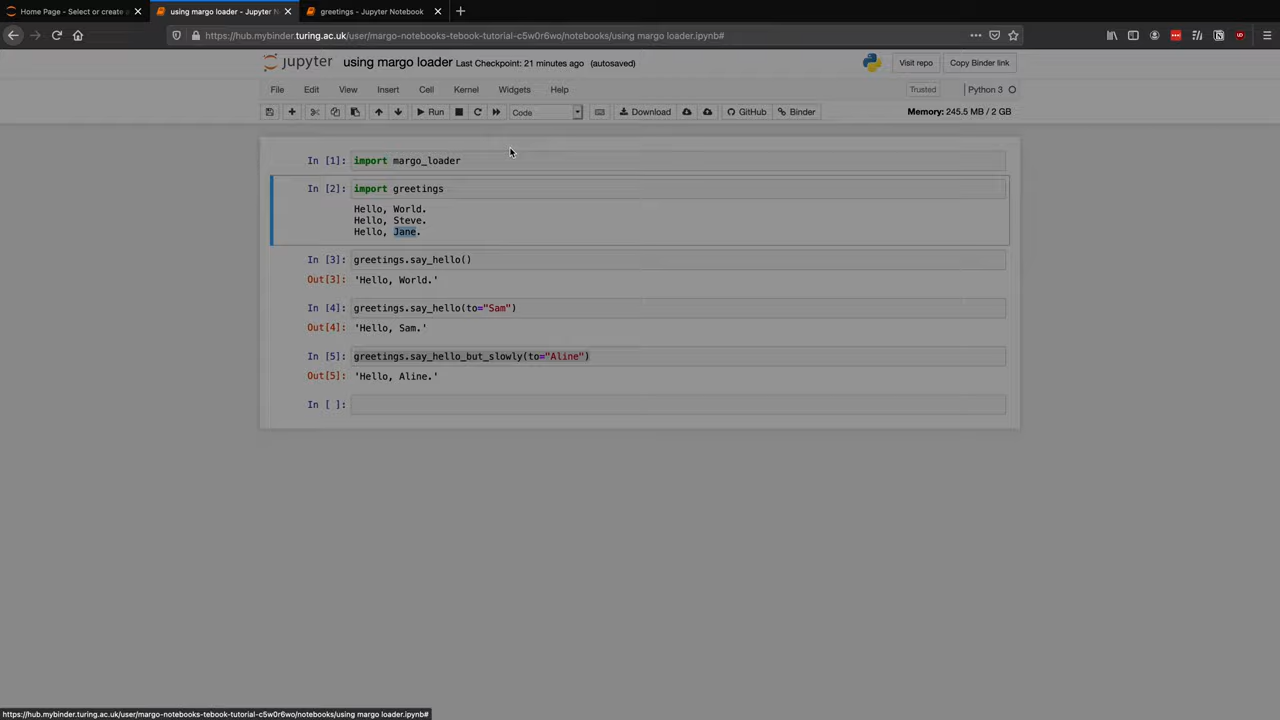 Home Page - Select or create
using margo loader - Jupyter N
greetings - Jupyter Notebook
https://hub.mybinder.turing.ac.uk/user/margo-notebooks-tebook-tutorial-c5w0r6wo/notebooks/using margo loader.ipynb#
jupyter using margo loader Last Checkpoint: 21 minutes ago (autosaved)
Visit repo Copy Binder link
File Edit View Insert Cell Kernel Widgets Help Trusted Python 3
Run Code Download GitHub Binder Memory: 245.5 MB / 2 GB
In [1]: import margo_loader
In [2]: import greetings
Hello, World.
Hello, Steve.
Hello, Jane.
In [3]: greetings.say_hello()
Out[3]: 'Hello, World.'
In [4]: greetings.say_hello(to="Sam")
Out[4]: 'Hello, Sam.'
In [5]: greetings.say_hello_but_slowly(to="Aline")
Out[5]: 'Hello, Aline.'
In [ ]:
https://hub.mybinder.turing.ac.uk/user/margo-notebooks-tebook-tutorial-c5w0r6wo/notebooks/using margo loader.ipynb#